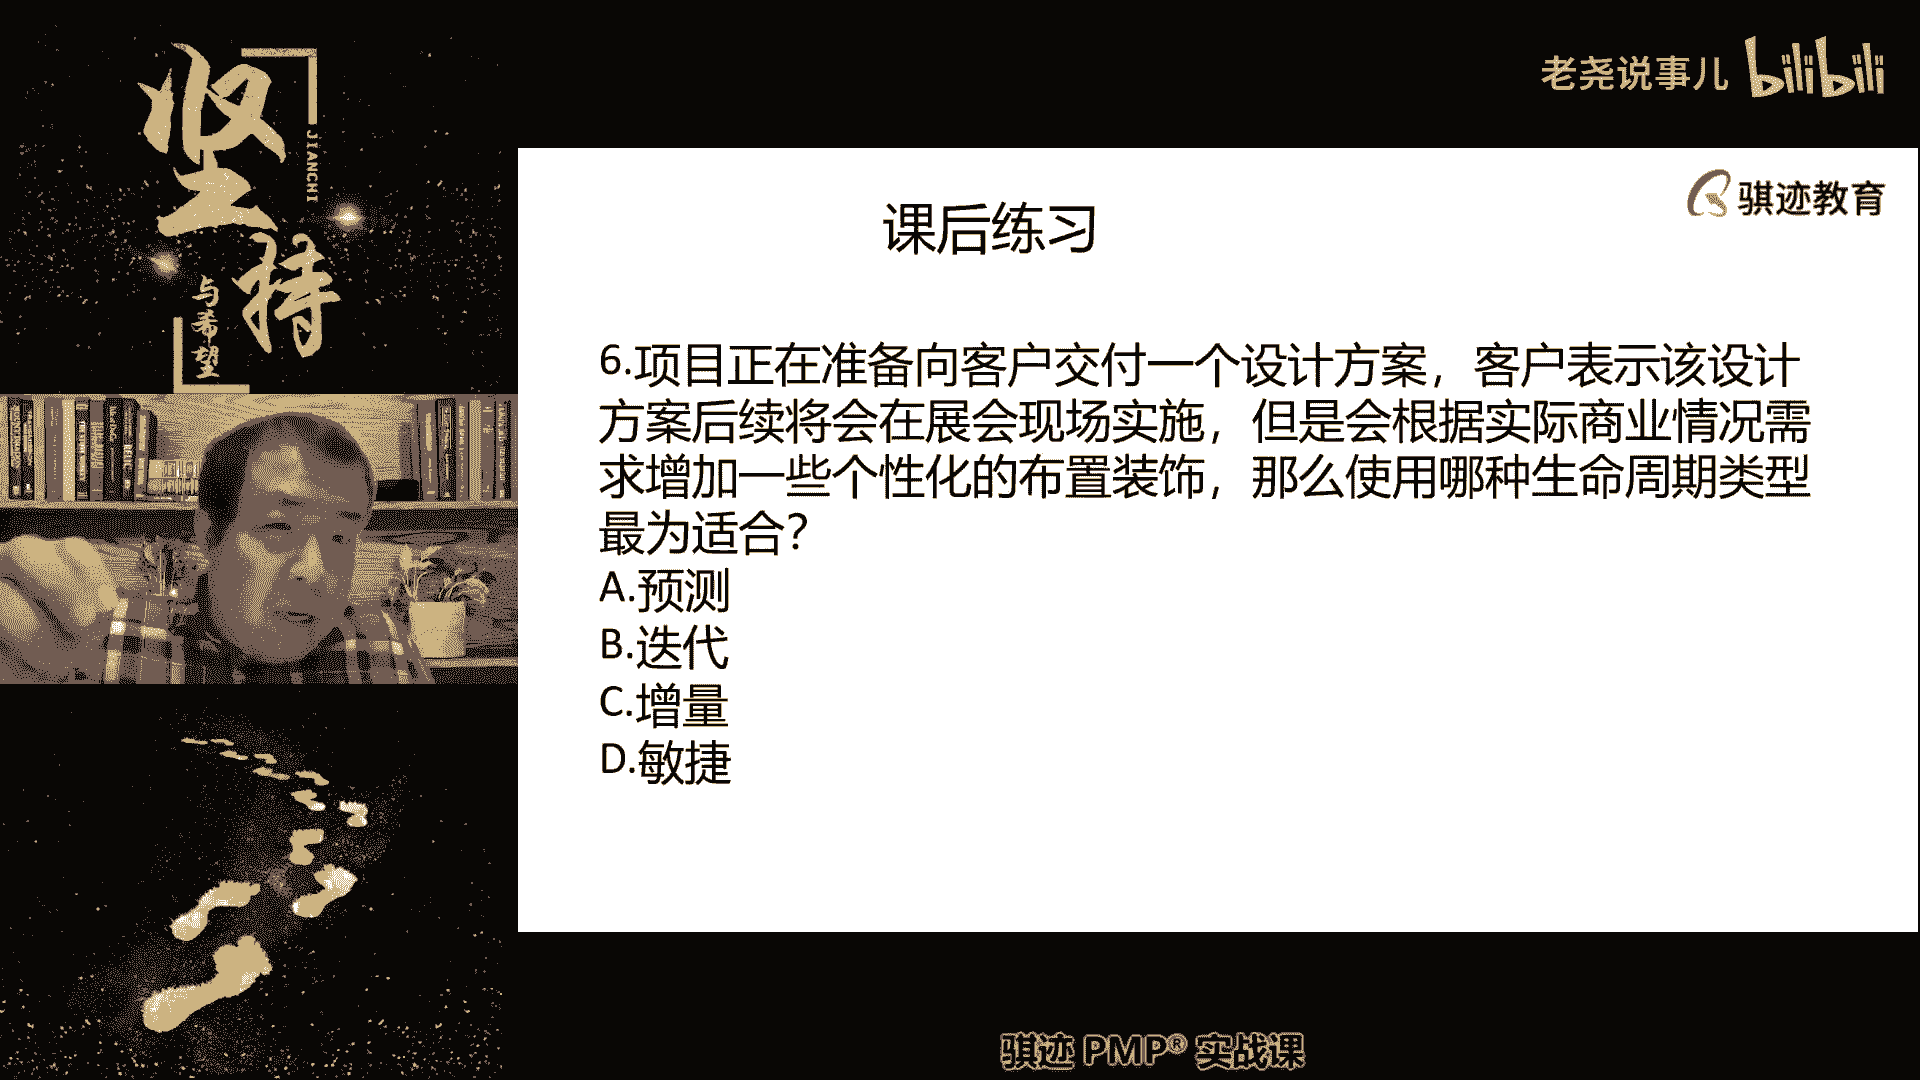 坚持
JIANCHI
与希望
老尧说事儿 bilibili
骐迹教育
课后练习
6.项目正在准备向客户交付一个设计方案，客户表示该设计
方案后续将会在展会现场实施，但是会根据实际商业情况需
求增加一些个性化的布置装饰，那么使用哪种生命周期类型
最为适合？
A.预测
B.迭代
C.增量
D.敏捷
骐迹 PMP® 实战课